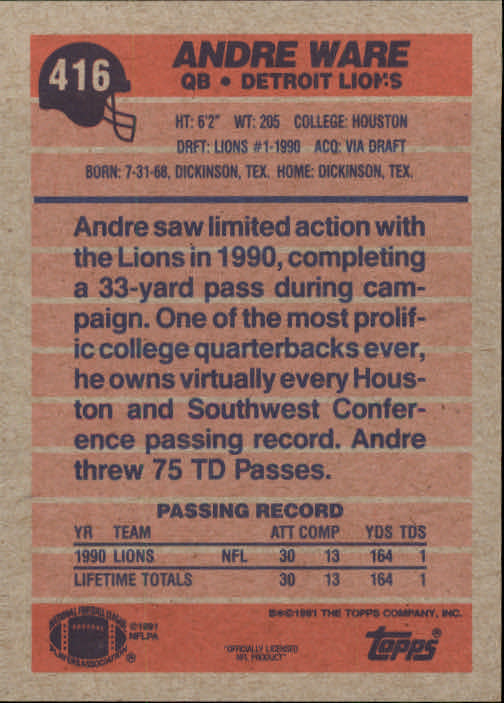 416
ANDRE WARE
QB • DETROIT LIONS
HT: 6'2" WT: 205 COLLEGE: HOUSTON
DRFT: LIONS #1-1990 ACQ: VIA DRAFT
BORN: 7-31-68, DICKINSON, TEX. HOME: DICKINSON, TEX.
Andre saw limited action with
the Lions in 1990, completing
a 33-yard pass during cam-
paign. One of the most prolif-
ic college quarterbacks ever,
he owns virtually every Hous-
ton and Southwest Confer-
ence passing record. Andre
threw 75 TD Passes.
PASSING RECORD
YR TEAM ATT COMP YDS TDS
1990 LIONS NFL 30 13 164 1
LIFETIME TOTALS 30 13 164 1
NATIONAL FOOTBALL LEAGUE
PLAYERS ASSOCIATION ®
©1991
NFLPA
®©1991 THE TOPPS COMPANY, INC.
"OFFICIALLY LICENSED
NFL PRODUCT"
topps®